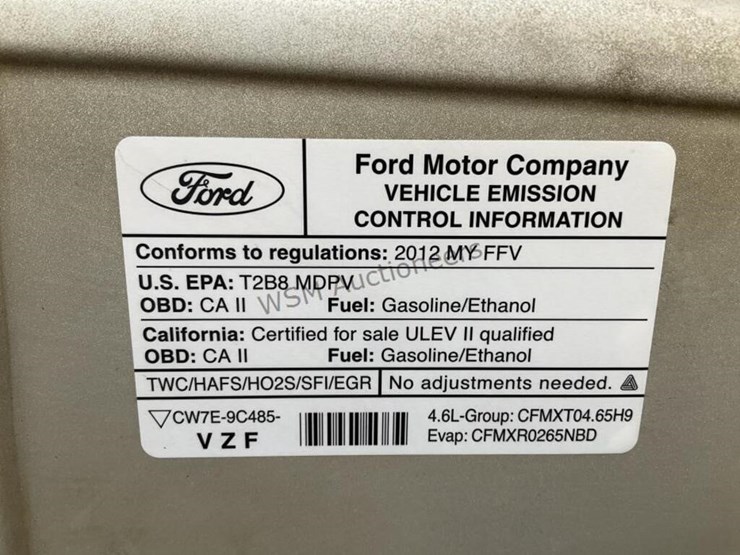 Ford
Ford Motor Company
VEHICLE EMISSION
CONTROL INFORMATION
Conforms to regulations: 2012 MY FFV
U.S. EPA: T2B8 MDPV
OBD: CA II Fuel: Gasoline/Ethanol
WSM Auctioneers
California: Certified for sale ULEV II qualified
OBD: CA II Fuel: Gasoline/Ethanol
TWC/HAFS/HO2S/SFI/EGR No adjustments needed.
CW7E-9C485- 4.6L-Group: CFMXT04.65H9
VZF Evap: CFMXR0265NBD